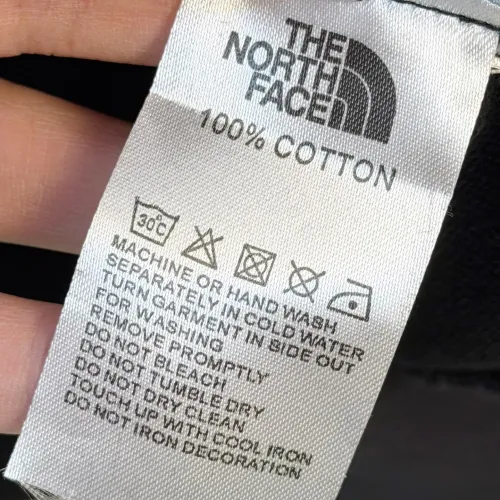 THE
NORTH
FACE
100% COTTON
30°C
MACHINE OR HAND WASH
SEPARATELY IN COLD WATER
TURN GARMENT IN SIDE OUT
FOR WASHING
REMOVE PROMPTLY
DO NOT BLEACH
DO NOT TUMBLE DRY
DO NOT DRY CLEAN
TOUCH UP WITH COOL IRON
DO NOT IRON DECORATION